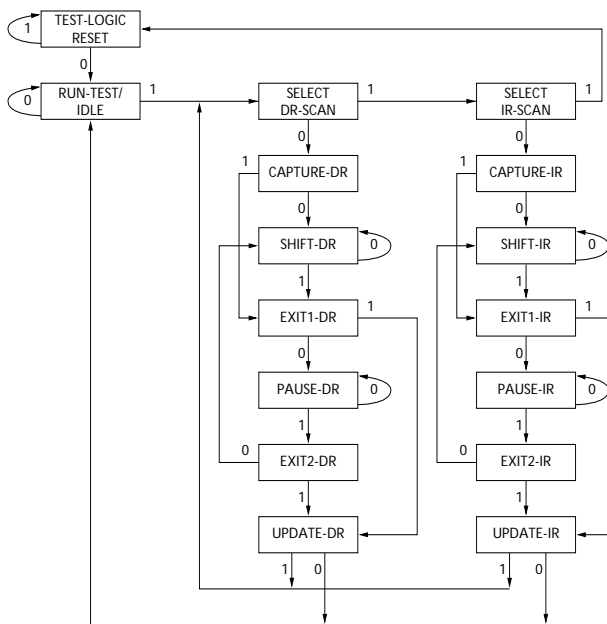 1
TEST-LOGIC
RESET
0
0
RUN-TEST/
IDLE
1
SELECT
DR-SCAN
1
SELECT
IR-SCAN
1
0
0
1
CAPTURE-DR
1
CAPTURE-IR
0
0
SHIFT-DR
0
SHIFT-IR
0
1
1
EXIT1-DR
1
EXIT1-IR
1
0
0
PAUSE-DR
0
PAUSE-IR
0
1
1
0
EXIT2-DR
0
EXIT2-IR
1
1
UPDATE-DR
UPDATE-IR
1
0
1
0